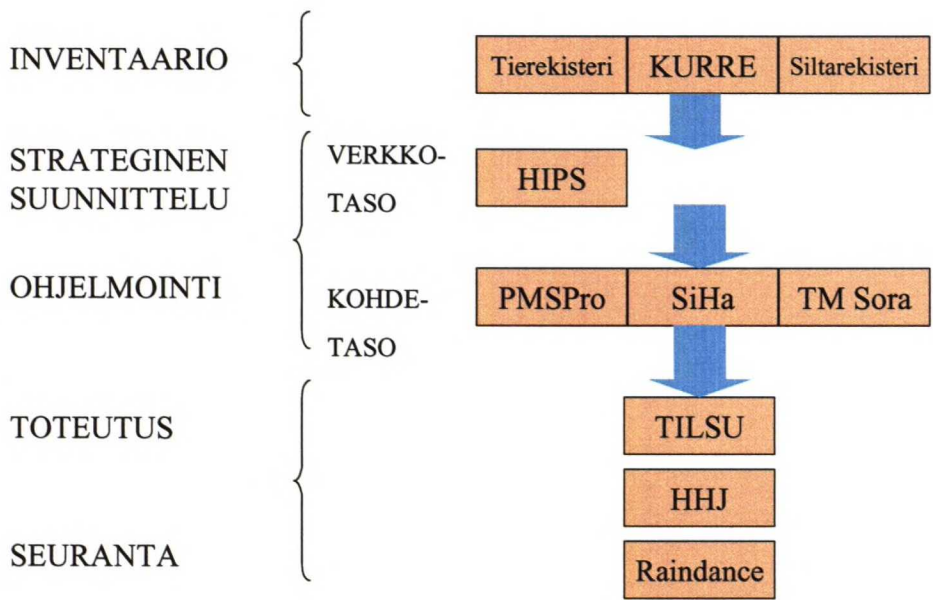 INVENTAARIO
Tierekisteri KURRE Siltarekisteri
STRATEGINEN
SUUNNITTELU
VERKKO-
TASO
HIPS
OHJELMOINTI
KOHDE-
TASO
PMSPro SiHa TM Sora
TOTEUTUS
TILSU
HHJ
SEURANTA
Raindance